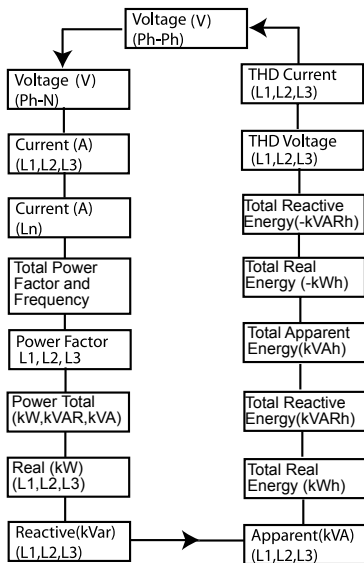 Voltage (V)
(Ph-Ph)
Voltage (V)
(Ph-N)
Current (A)
(L1,L2,L3)
Current (A)
(Ln)
Total Power
Factor and
Frequency
Power Factor
L1, L2, L3
Power Total
(kW,kVAR,kVA)
Real (kW)
(L1,L2,L3)
Reactive(kVar)
(L1,L2,L3)
Apparent(kVA)
(L1,L2,L3)
Total Real
Energy (kWh)
Total Reactive
Energy(kVARh)
Total Apparent
Energy(kVAh)
Total Real
Energy (-kWh)
Total Reactive
Energy(-kVARh)
THD Voltage
(L1,L2,L3)
THD Current
(L1,L2,L3)